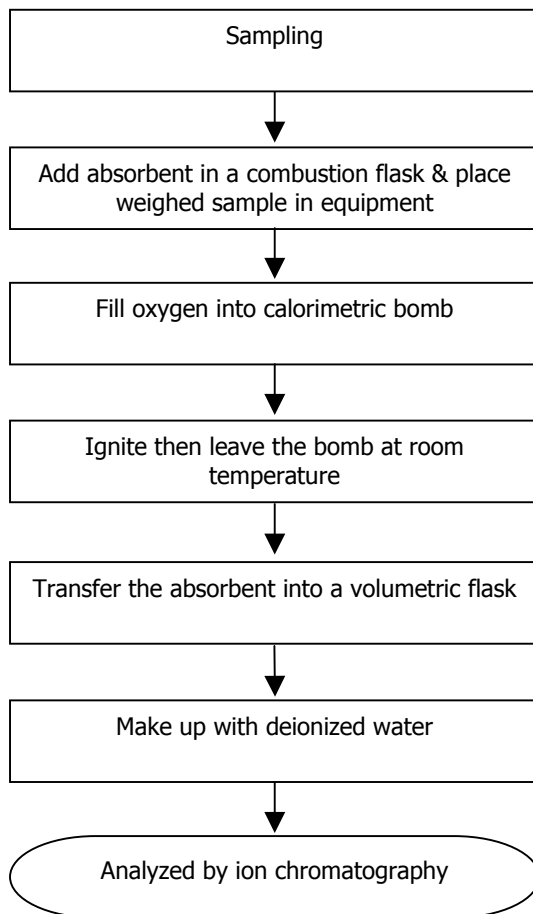 Sampling
Add absorbent in a combustion flask & place
weighed sample in equipment
Fill oxygen into calorimetric bomb
Ignite then leave the bomb at room
temperature
Transfer the absorbent into a volumetric flask
Make up with deionized water
Analyzed by ion chromatography